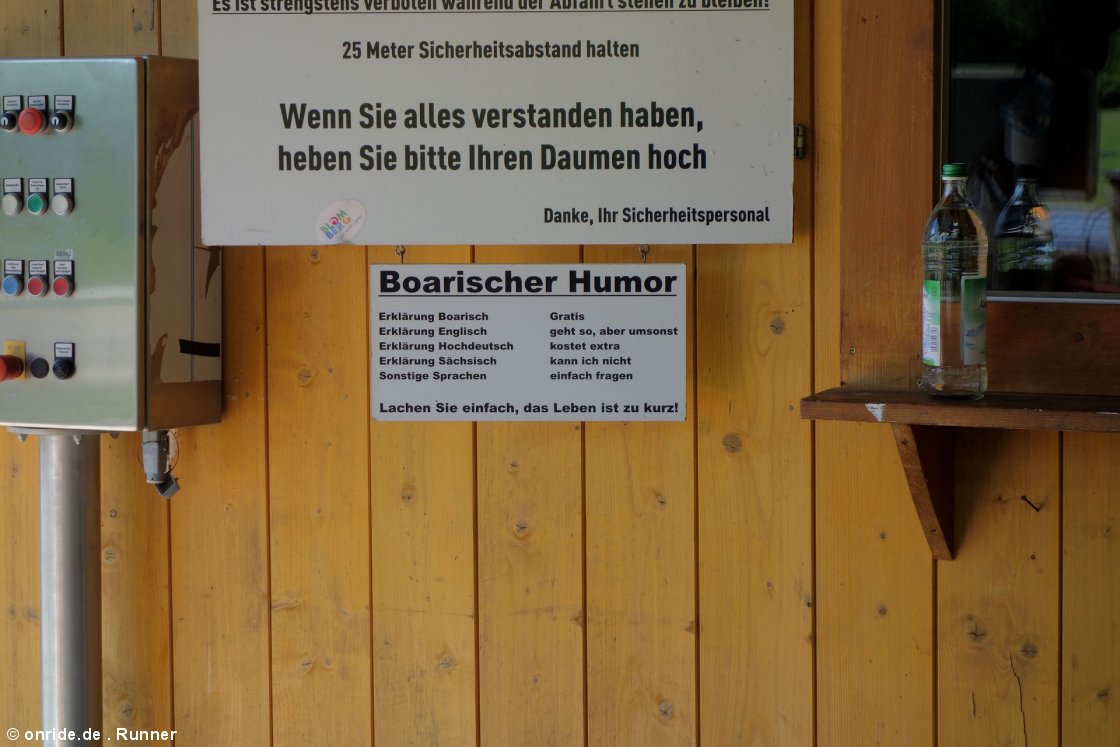 Es ist strengstens verboten während der Abfahrt stehen zu bleiben!
25 Meter Sicherheitsabstand halten
Wenn Sie alles verstanden haben,
heben Sie bitte Ihren Daumen hoch
Danke, Ihr Sicherheitspersonal
BLOM
BERG
BERG
Boarischer Humor
Erklärung Boarisch Gratis
Erklärung Englisch geht so, aber umsonst
Erklärung Hochdeutsch kostet extra
Erklärung Sächsisch kann ich nicht
Sonstige Sprachen einfach fragen
Lachen Sie einfach, das Leben ist zu kurz!
© onride.de . Runner